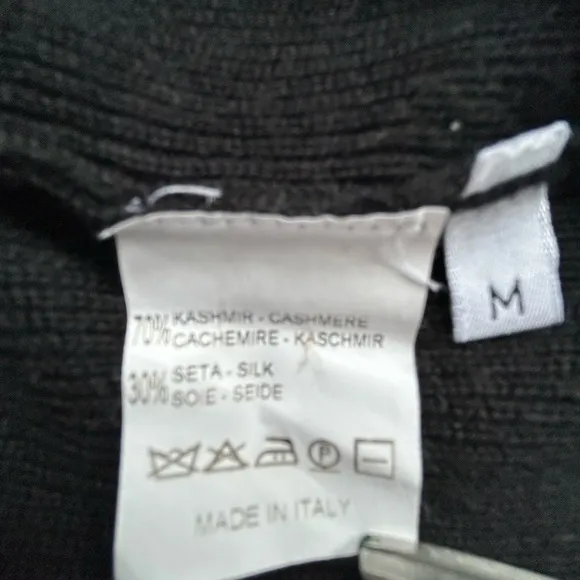 70% KASHMIR - CASHMERE
CACHEMIRE - KASCHMIR
30% SETA - SILK
SOIE - SEIDE
P
MADE IN ITALY
M